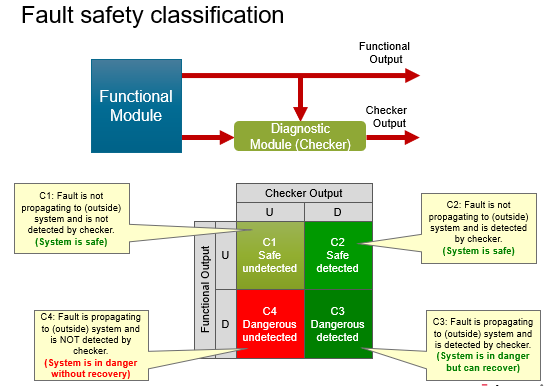 Fault safety classification
Functional
Output
Functional
Module
Checker
Output
Diagnostic
Module (Checker)
Checker Output
U
D
Functional Output
U
D
C1
Safe
undetected
C2
Safe
detected
C4
Dangerous
undetected
C3
Dangerous
detected
C1: Fault is not
propagating to (outside)
system and is not
detected by checker.
(System is safe)
C2: Fault is not
propagating to (outside)
system and is detected
by checker.
(System is safe)
C4: Fault is propagating
to (outside) system and
is NOT detected by
checker.
(System is in danger
without recovery)
C3: Fault is propagating
to (outside) system and
is detected by checker.
(System is in danger
but can recover)